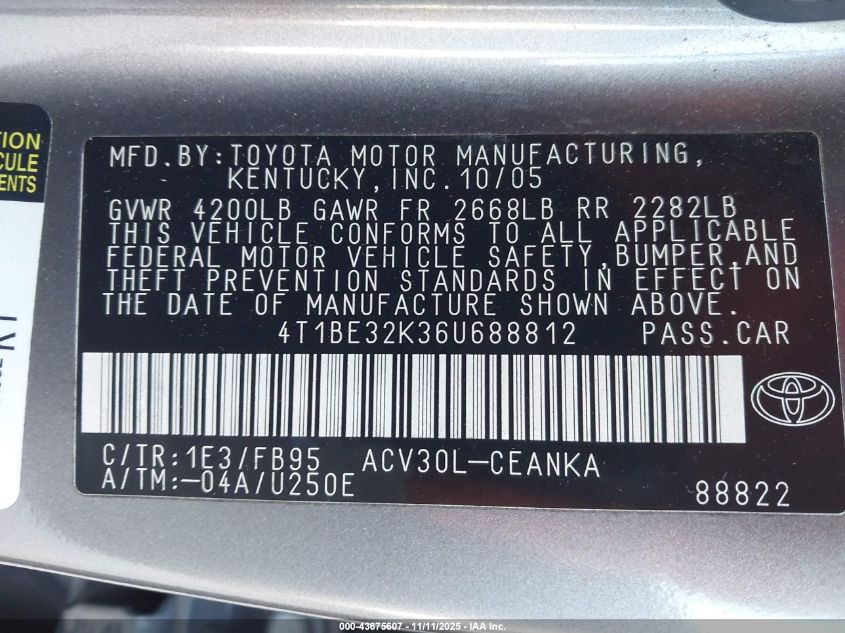 TION
CULE
ENTS
MFD.BY:TOYOTA MOTOR MANUFACTURING,
KENTUCKY,INC.10/05
GVWR 4200LB GAWR FR 2668LB RR 2282LB
THIS VEHICLE CONFORMS TO ALL APPLICABLE
FEDERAL MOTOR VEHICLE SAFETY,BUMPER,AND
THEFT PREVENTION STANDARDS IN EFFECT ON
THE DATE OF MANUFACTURE SHOWN ABOVE.
4T1BE32K36U688812 PASS.CAR
C/TR:1E3/FB95 ACV30L-CEANKA
A/TM:-04A/U250E 88822
000-43675607 - 11/11/2025 - IAA Inc.